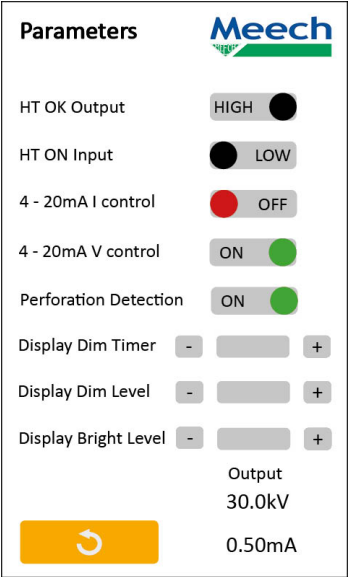 Parameters
Meech
HT OK Output HIGH
HT ON Input LOW
4 - 20mA I control OFF
4 - 20mA V control ON
Perforation Detection ON
Display Dim Timer - +
Display Dim Level - +
Display Bright Level - +
Output
30.0kV
0.50mA